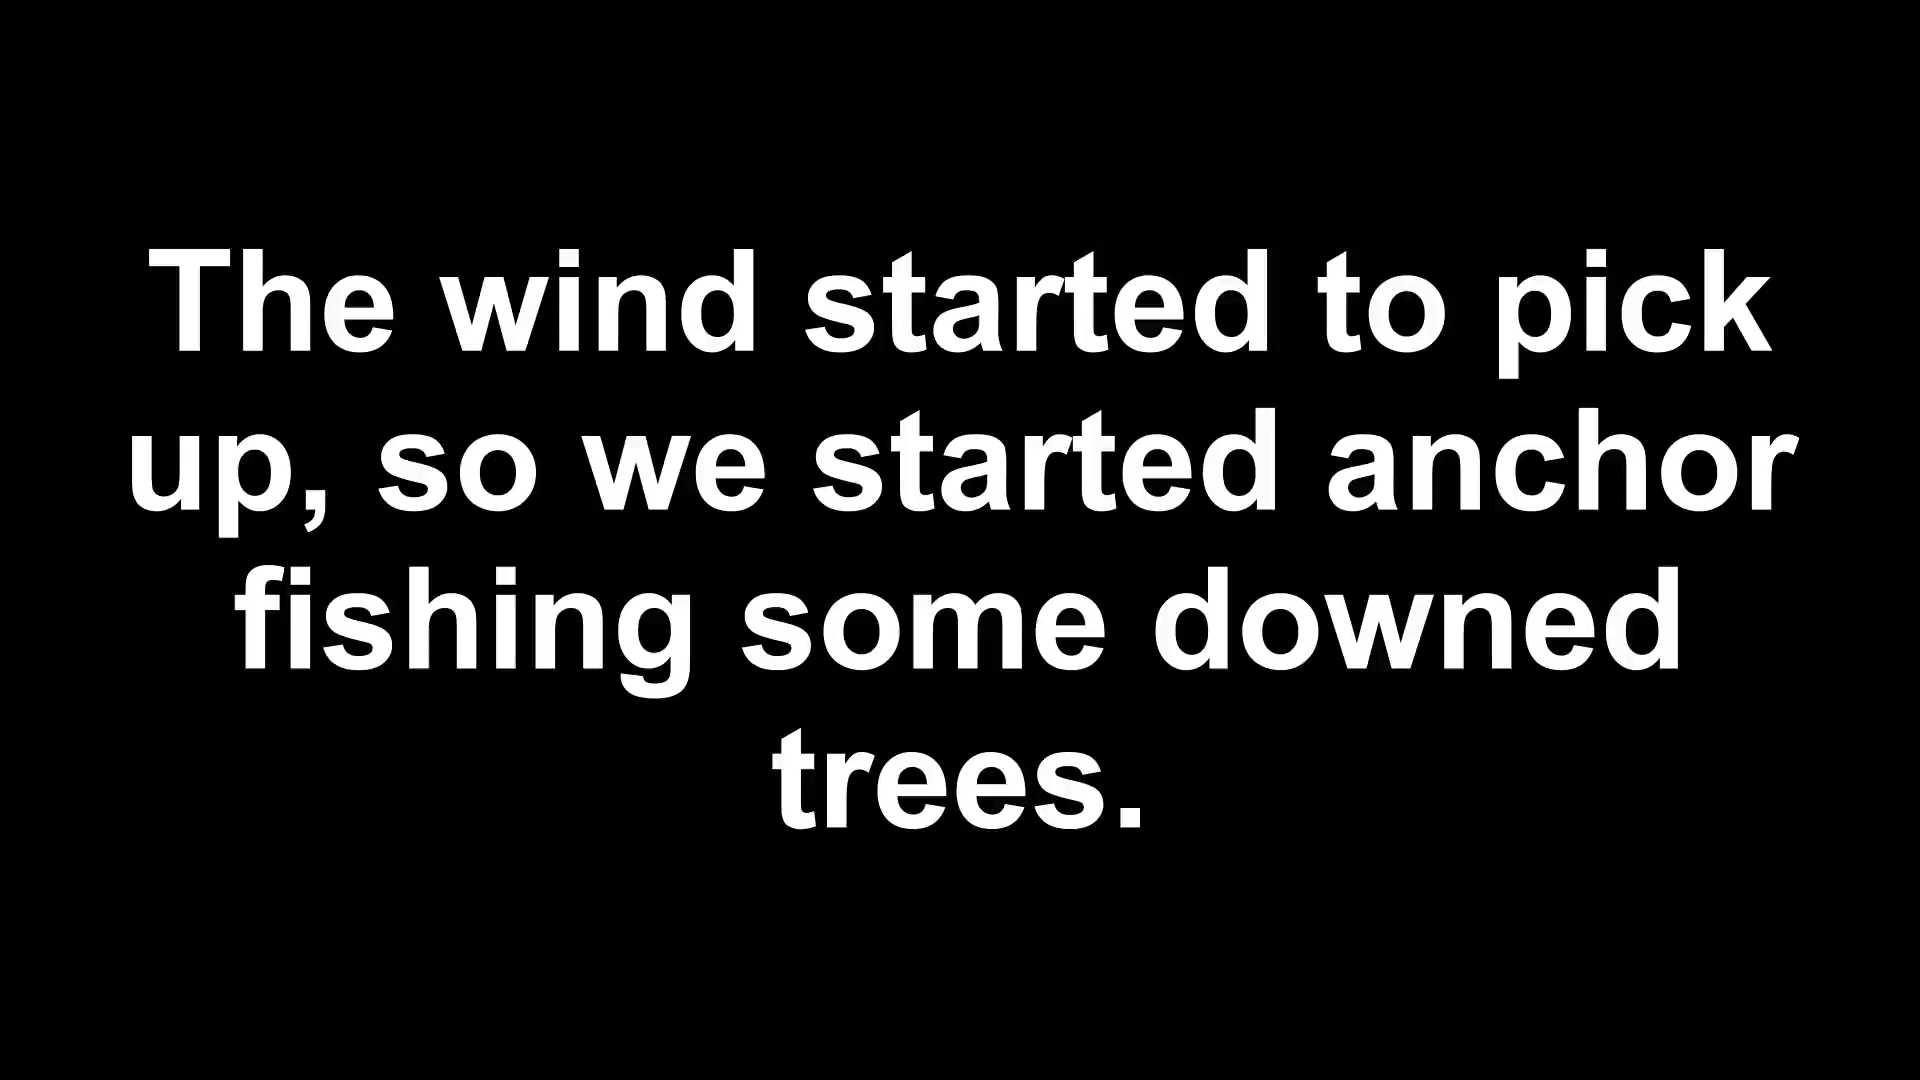 The wind started to pick
up, so we started anchor
fishing some downed
trees.